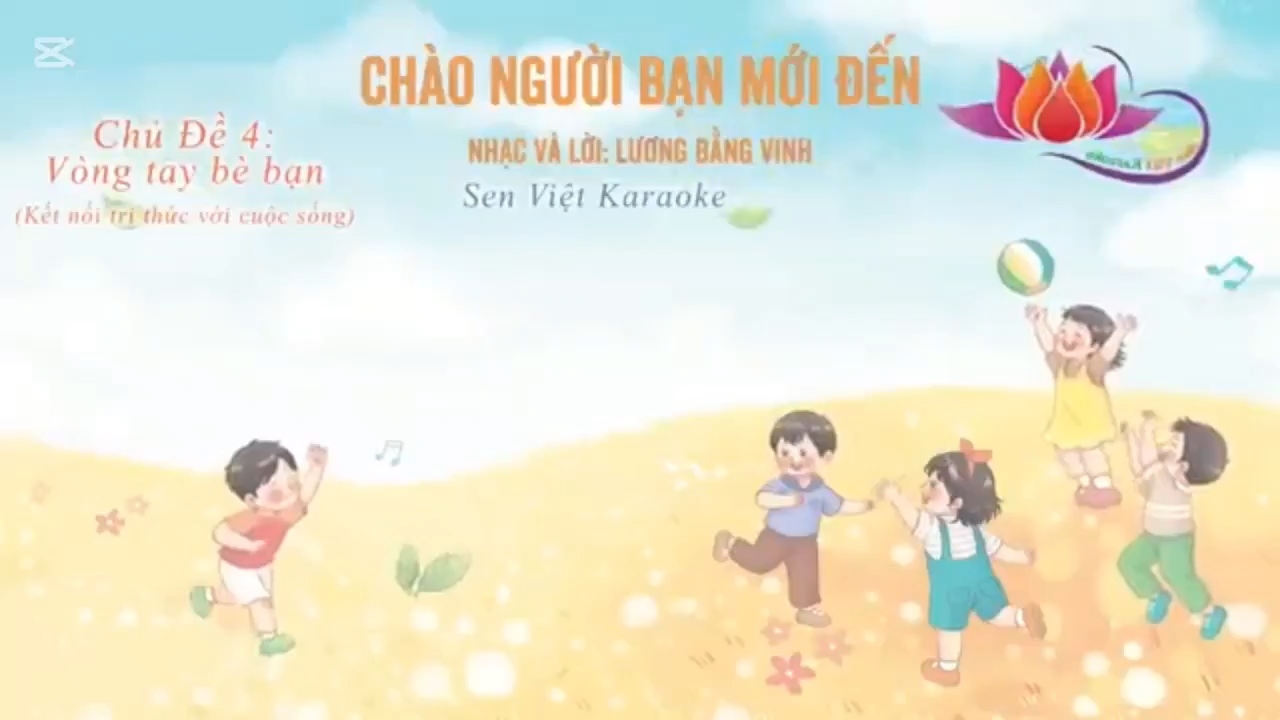 CHÀO NGƯỜI BẠN MỚI ĐẾN
NHẠC VÀ LỜI: LƯƠNG BẰNG VINH
Sen Việt Karaoke
Chủ Đề 4:
Vòng tay bè bạn
(Kết nối tri thức với cuộc sống)